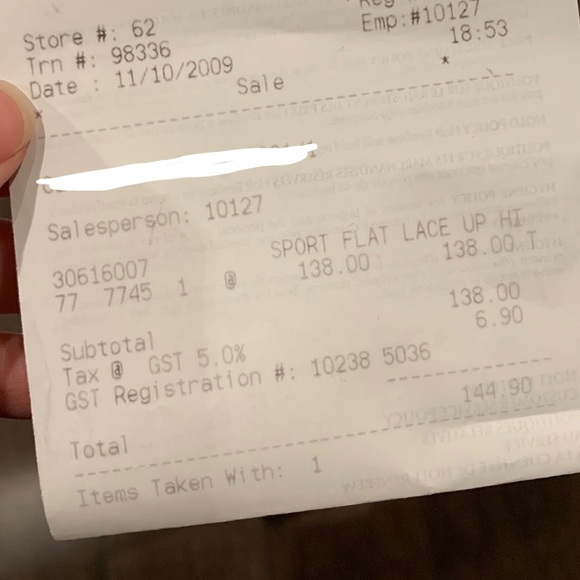 Store #: 62
Trn #: 98336 Emp:#10127
Date : 11/10/2009 18:53
* Sale *
Salesperson: 10127
30616007 SPORT FLAT LACE UP HI
77 7745 1 @ 138.00 138.00 T
Subtotal 138.00
Tax @ GST 5.0% 6.90
GST Registration #: 10238 5036
Total 144.90
Items Taken With: 1